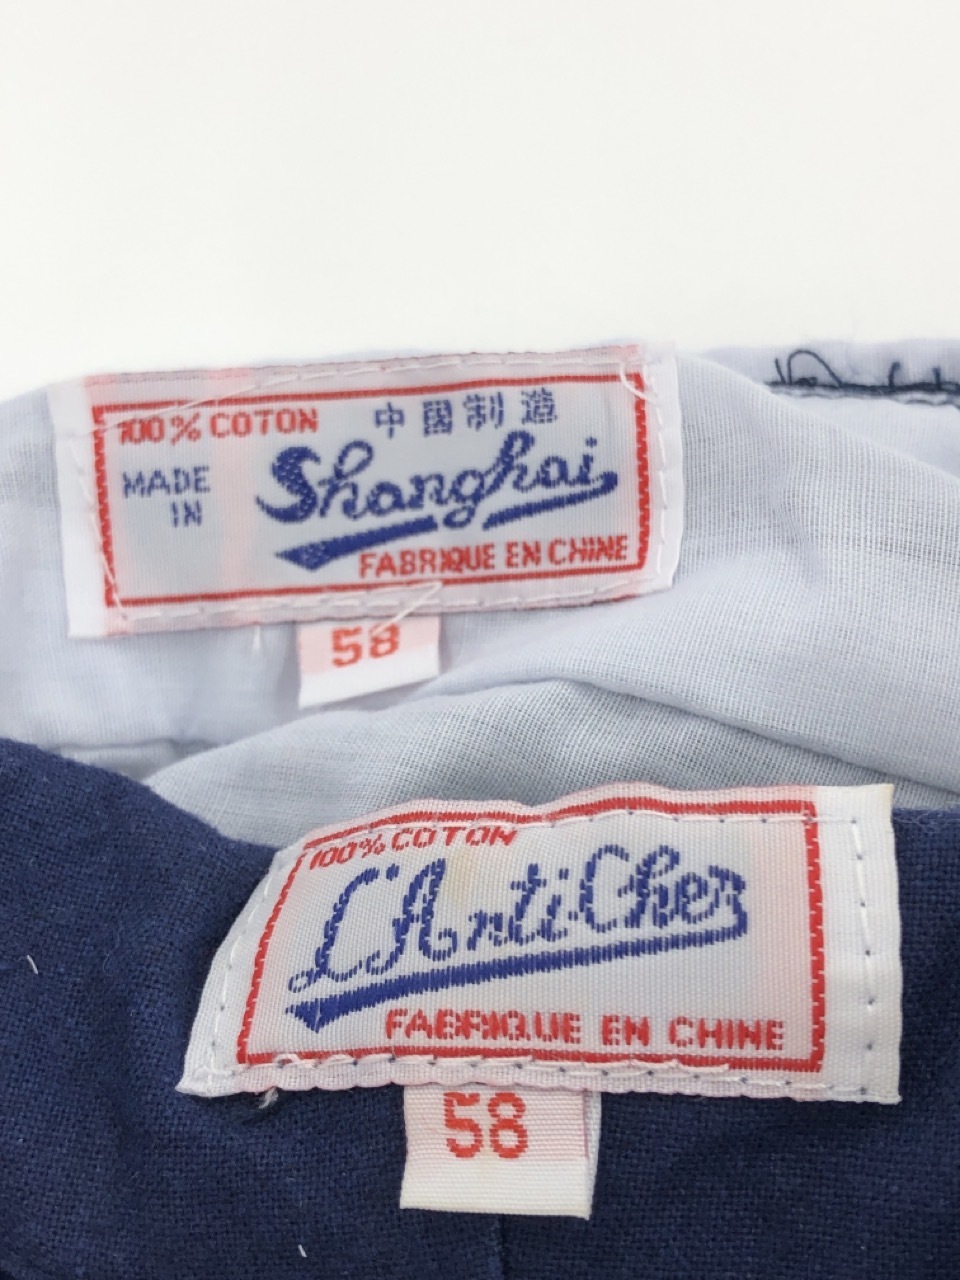 100% COTON
中國制造
MADE
IN
Shanghai
FABRIQUE EN CHINE
58
100% COTON
L'AntiCher
FABRIQUE EN CHINE
58